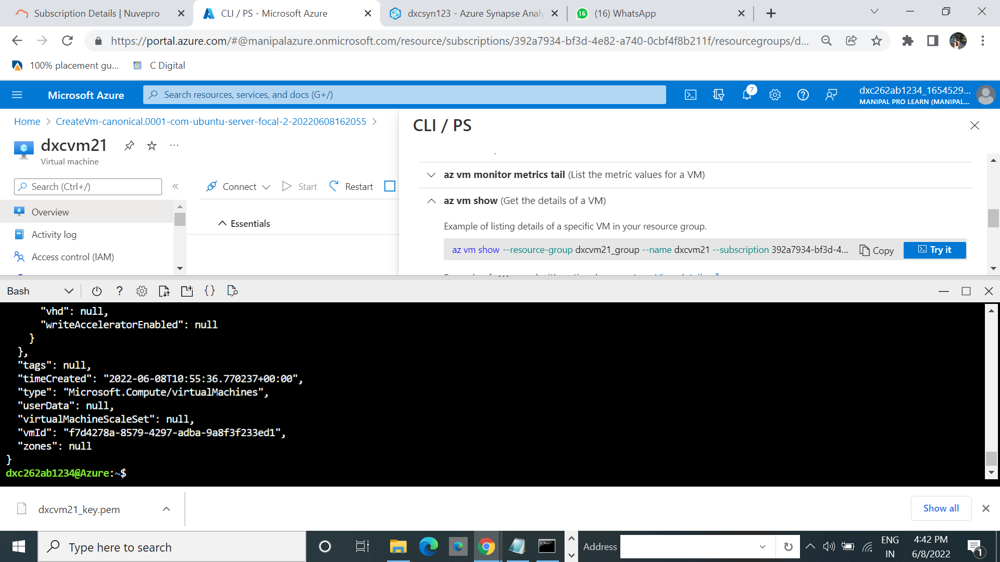 Subscription Details | Nuvepro
CLI / PS - Microsoft Azure
dxcsyn123 - Azure Synapse Analy
16 (16) WhatsApp
https://portal.azure.com/#@manipalazure.onmicrosoft.com/resource/subscriptions/392a7934-bf3d-4e82-a740-0cbf4f8b211f/resourcegroups/d...
100% placement gu...
C Digital
Microsoft Azure
Search resources, services, and docs (G+/)
7
dxc262ab1234_1654529...
MANIPAL PRO LEARN (MANIPAL...
Home > CreateVm-canonical.0001-com-ubuntu-server-focal-2-20220608162055 >
dxcvm21
Virtual machine
Search (Ctrl+/)
Overview
Activity log
Access control (IAM)
Connect
Start
Restart
Essentials
CLI / PS
az vm monitor metrics tail (List the metric values for a VM)
az vm show (Get the details of a VM)
Example of listing details of a specific VM in your resource group.
az vm show --resource-group dxcvm21_group --name dxcvm21 --subscription 392a7934-bf3d-4...
Copy
Try it
Bash
"vhd": null,
"writeAcceleratorEnabled": null
}
},
"tags": null,
"timeCreated": "2022-06-08T10:55:36.770237+00:00",
"type": "Microsoft.Compute/virtualMachines",
"userData": null,
"virtualMachineScaleSet": null,
"vmId": "f7d4278a-8579-4297-adba-9a8f3f233ed1",
"zones": null
}
dxc262ab1234@Azure:~$
dxcvm21_key.pem
Show all
Type here to search
Address
ENG
IN
4:42 PM
6/8/2022
1